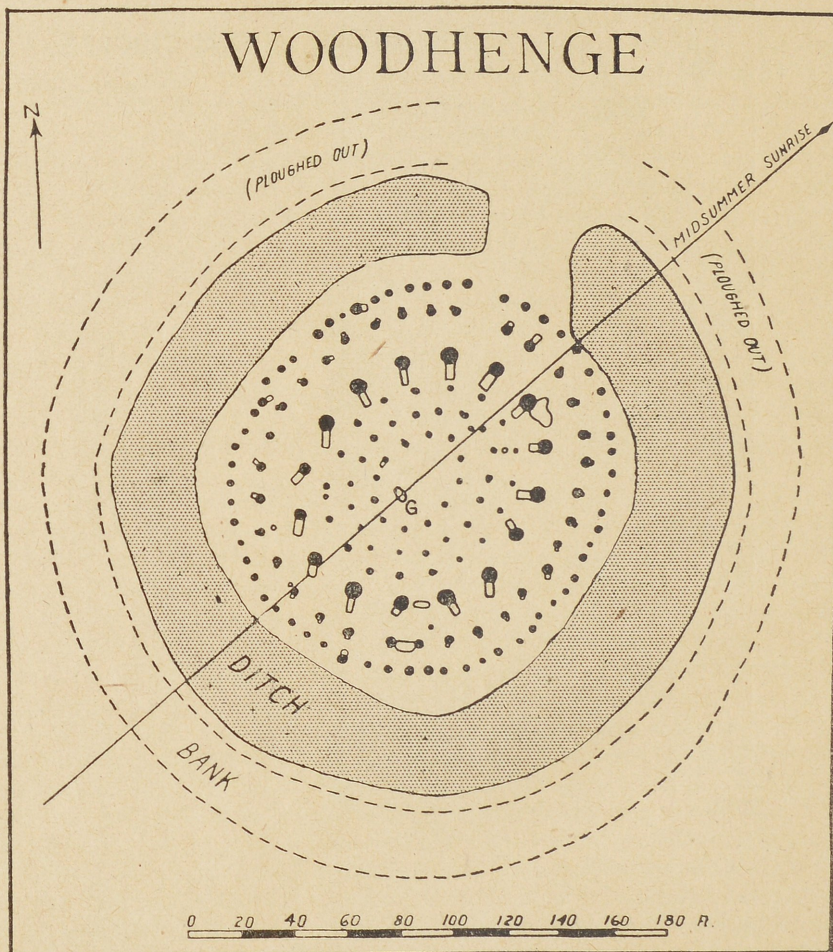 WOODHENGE
N
(PLOUGHED OUT)
MIDSUMMER SUNRISE
(PLOUGHED OUT)
G
DITCH
BANK
0 20 40 60 80 100 120 140 160 180 Ft.